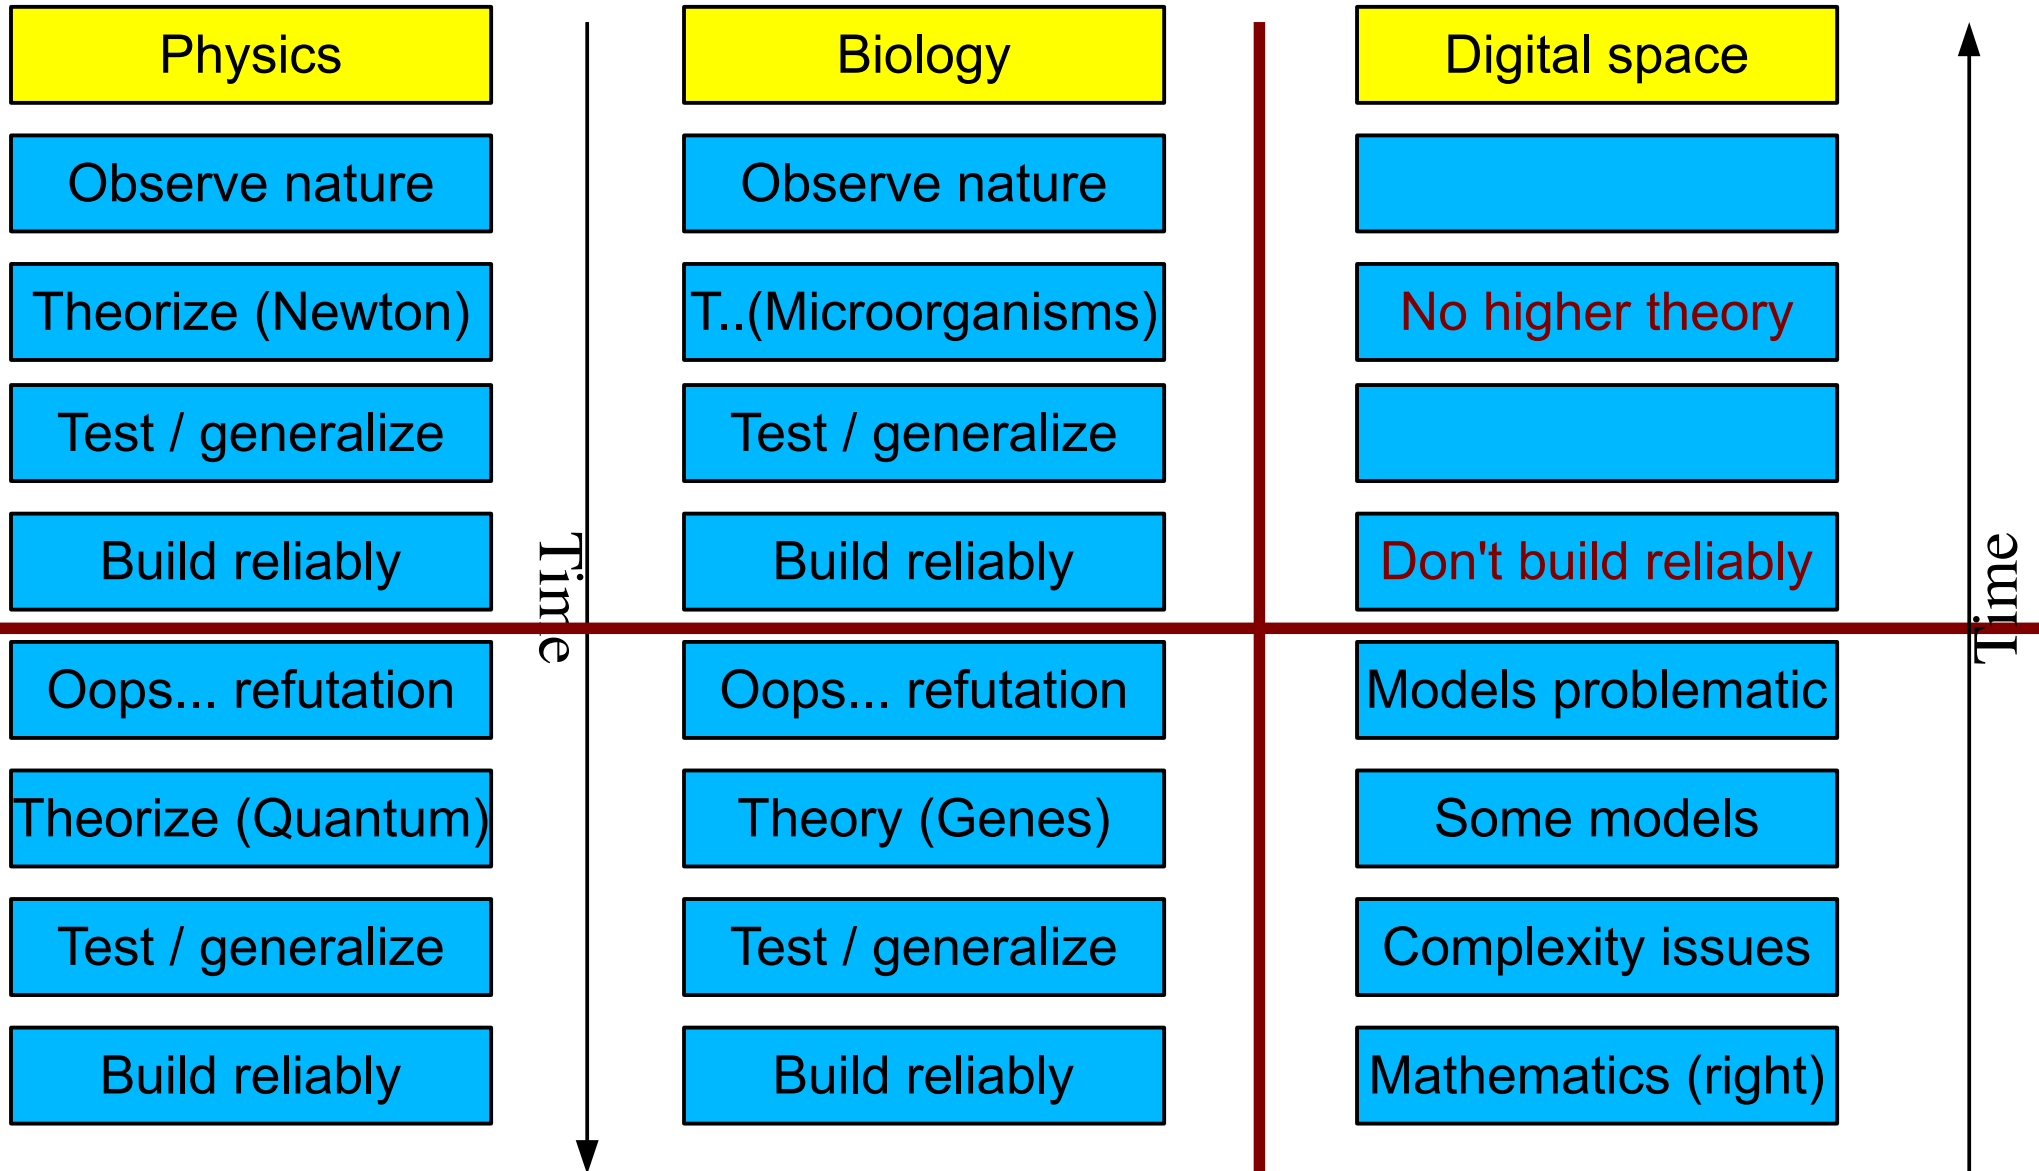 Physics
Biology
Digital space
Observe nature
Observe nature
Theorize (Newton)
T..(Microorganisms)
No higher theory
Test / generalize
Test / generalize
Build reliably
Time
Build reliably
Don't build reliably
Time
Oops... refutation
Oops... refutation
Models problematic
Theorize (Quantum)
Theory (Genes)
Some models
Test / generalize
Test / generalize
Complexity issues
Build reliably
Build reliably
Mathematics (right)